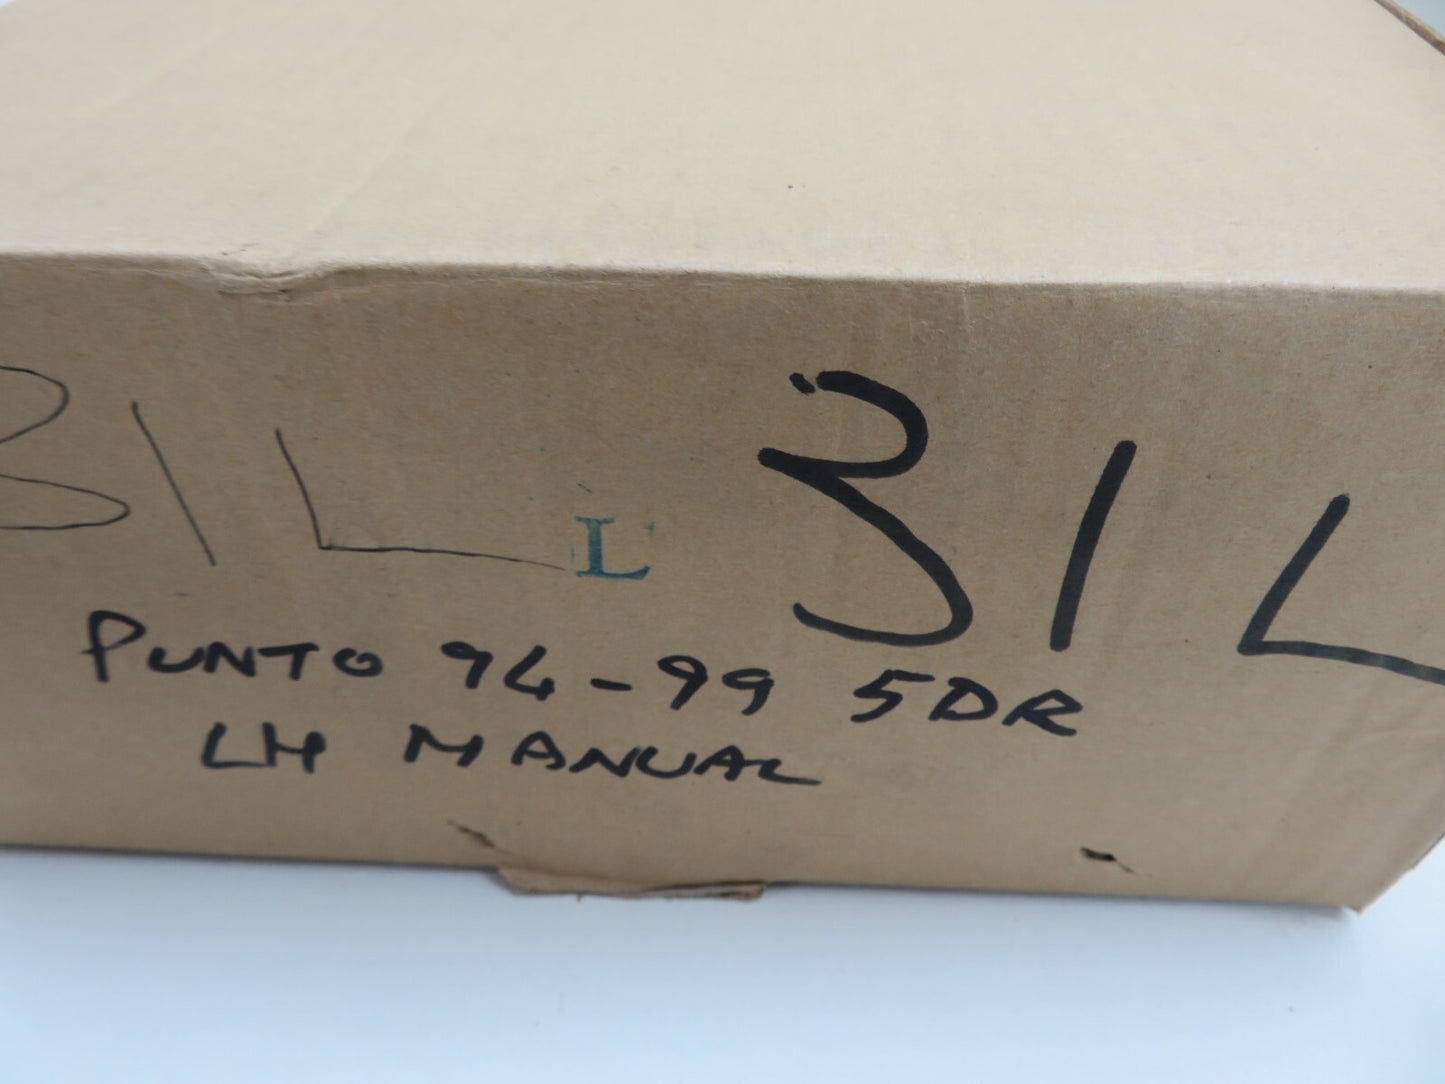 31L L 31L
PUNTO 94-99 5DR
LH MANUAL